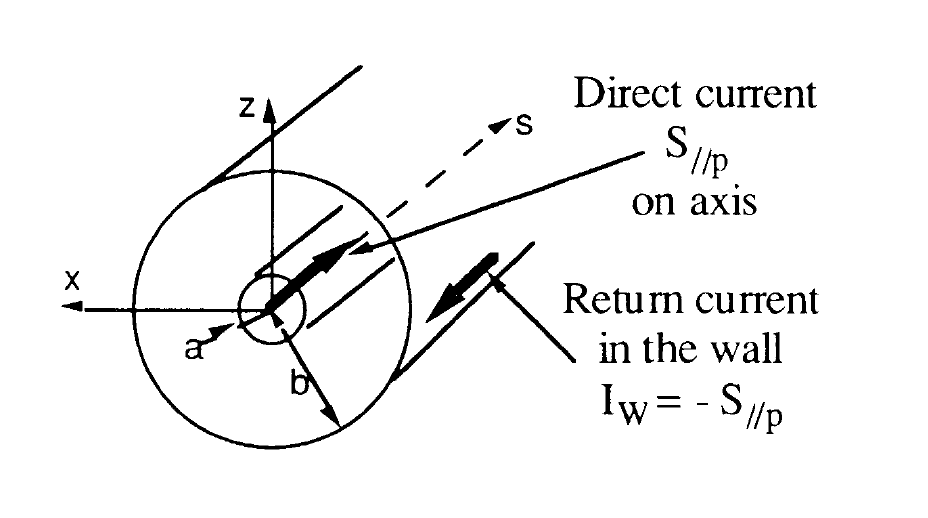 z
s
Direct current
S//p
on axis
x
Return current
in the wall
a
b
Iw = - S//p